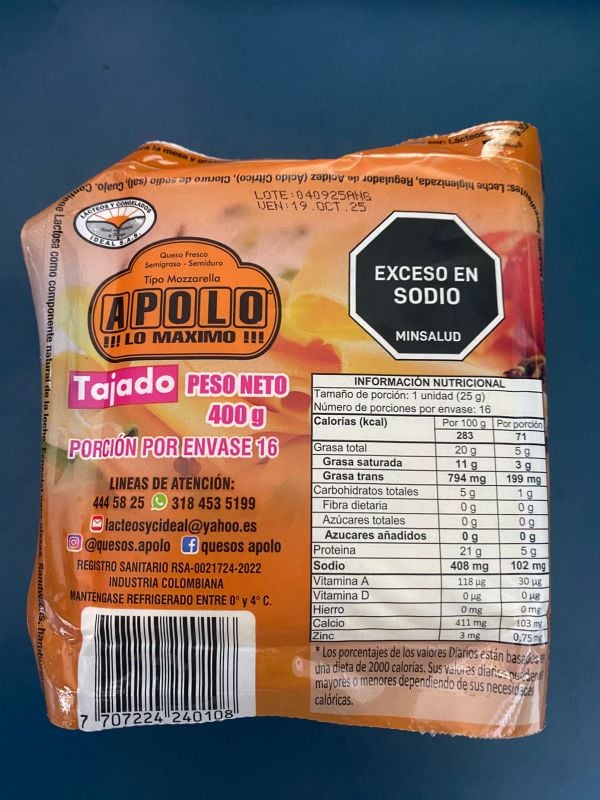 por: Lácteos
Ingredientes: Leche higienizada, Regulador de Acidez (Acido Cítrico), Cloruro de sodio (sal), Cuajo. Contiene Lactosa como componente natural de la leche.
LOTE:040925ANG
VEN:19.OCT.25
LACTEOS Y CONGELADOS
IDEAL S.A.S.
Queso Fresco
Semigraso - Semiduro
Tipo Mozzarella
APOLO
!!! LO MAXIMO !!!
EXCESO EN
SODIO
MINSALUD
Tajado PESO NETO
400 g
PORCIÓN POR ENVASE 16
LINEAS DE ATENCIÓN:
444 58 25 318 453 5199
lacteosycideal@yahoo.es
@quesos.apolo quesos apolo
REGISTRO SANITARIO RSA-0021724-2022
INDUSTRIA COLOMBIANA
MANTENGASE REFRIGERADO ENTRE 0° y 4° C.
7 707224 240108
INFORMACIÓN NUTRICIONAL
Tamaño de porción: 1 unidad (25 g)
Número de porciones por envase: 16
Calorías (kcal) Por 100 g Por porción
283 71
Grasa total 20 g 5 g
Grasa saturada 11 g 3 g
Grasa trans 794 mg 199 mg
Carbohidratos totales 5 g 1 g
Fibra dietaria 0 g 0 g
Azúcares totales 0 g 0 g
Azucares añadidos 0 g 0 g
Proteina 21 g 5 g
Sodio 408 mg 102 mg
Vitamina A 118 µg 30 µg
Vitamina D 0 µg 0 µg
Hierro 0 mg 0 mg
Calcio 411 mg 103 mg
Zinc 3 mg 0,75 mg
* Los porcentajes de los valores Diarios están basados en
una dieta de 2000 calorías. Sus valores diarios pueden
mayores o menores dependiendo de sus necesidades
calóricas.